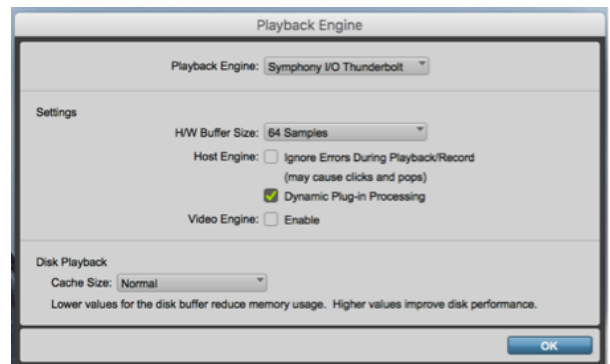 Playback Engine
Playback Engine: Symphony I/O Thunderbolt
Settings
H/W Buffer Size: 64 Samples
Host Engine: Ignore Errors During Playback/Record
(may cause clicks and pops)
Dynamic Plug-in Processing
Video Engine: Enable
Disk Playback
Cache Size: Normal
Lower values for the disk buffer reduce memory usage. Higher values improve disk performance.
OK